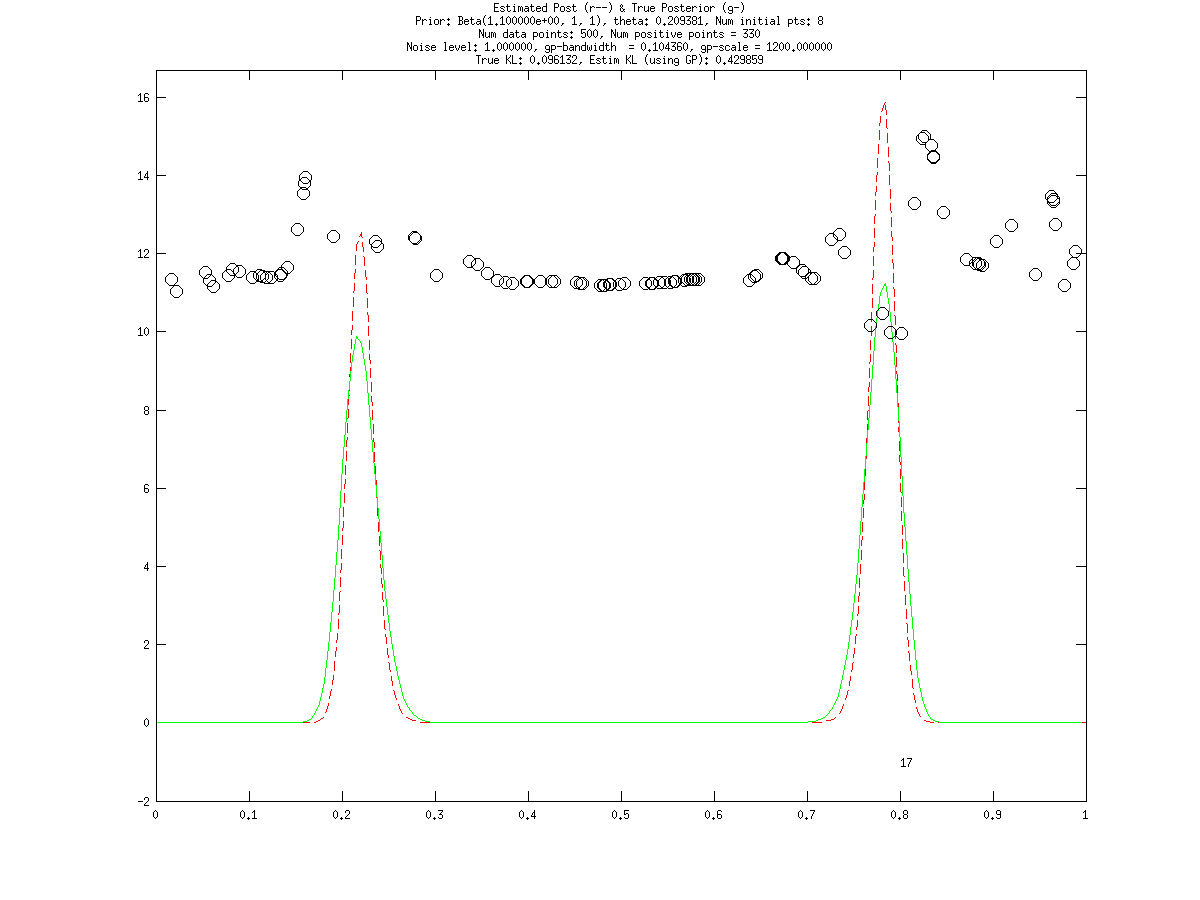 Estimated Post (r--) & True Posterior (g-)
Prior: Beta(1.100000e+00, 1, 1), theta: 0.209381, Num initial pts: 8
Num data points: 500, Num positive points = 330
Noise level: 1.000000, gp-bandwidth  = 0.104360, gp-scale = 1200.000000
True KL: 0.096132, Estim KL (using GP): 0.429859
16
14
12
10
8
6
4
2
0
17
-2
0 0.1 0.2 0.3 0.4 0.5 0.6 0.7 0.8 0.9 1